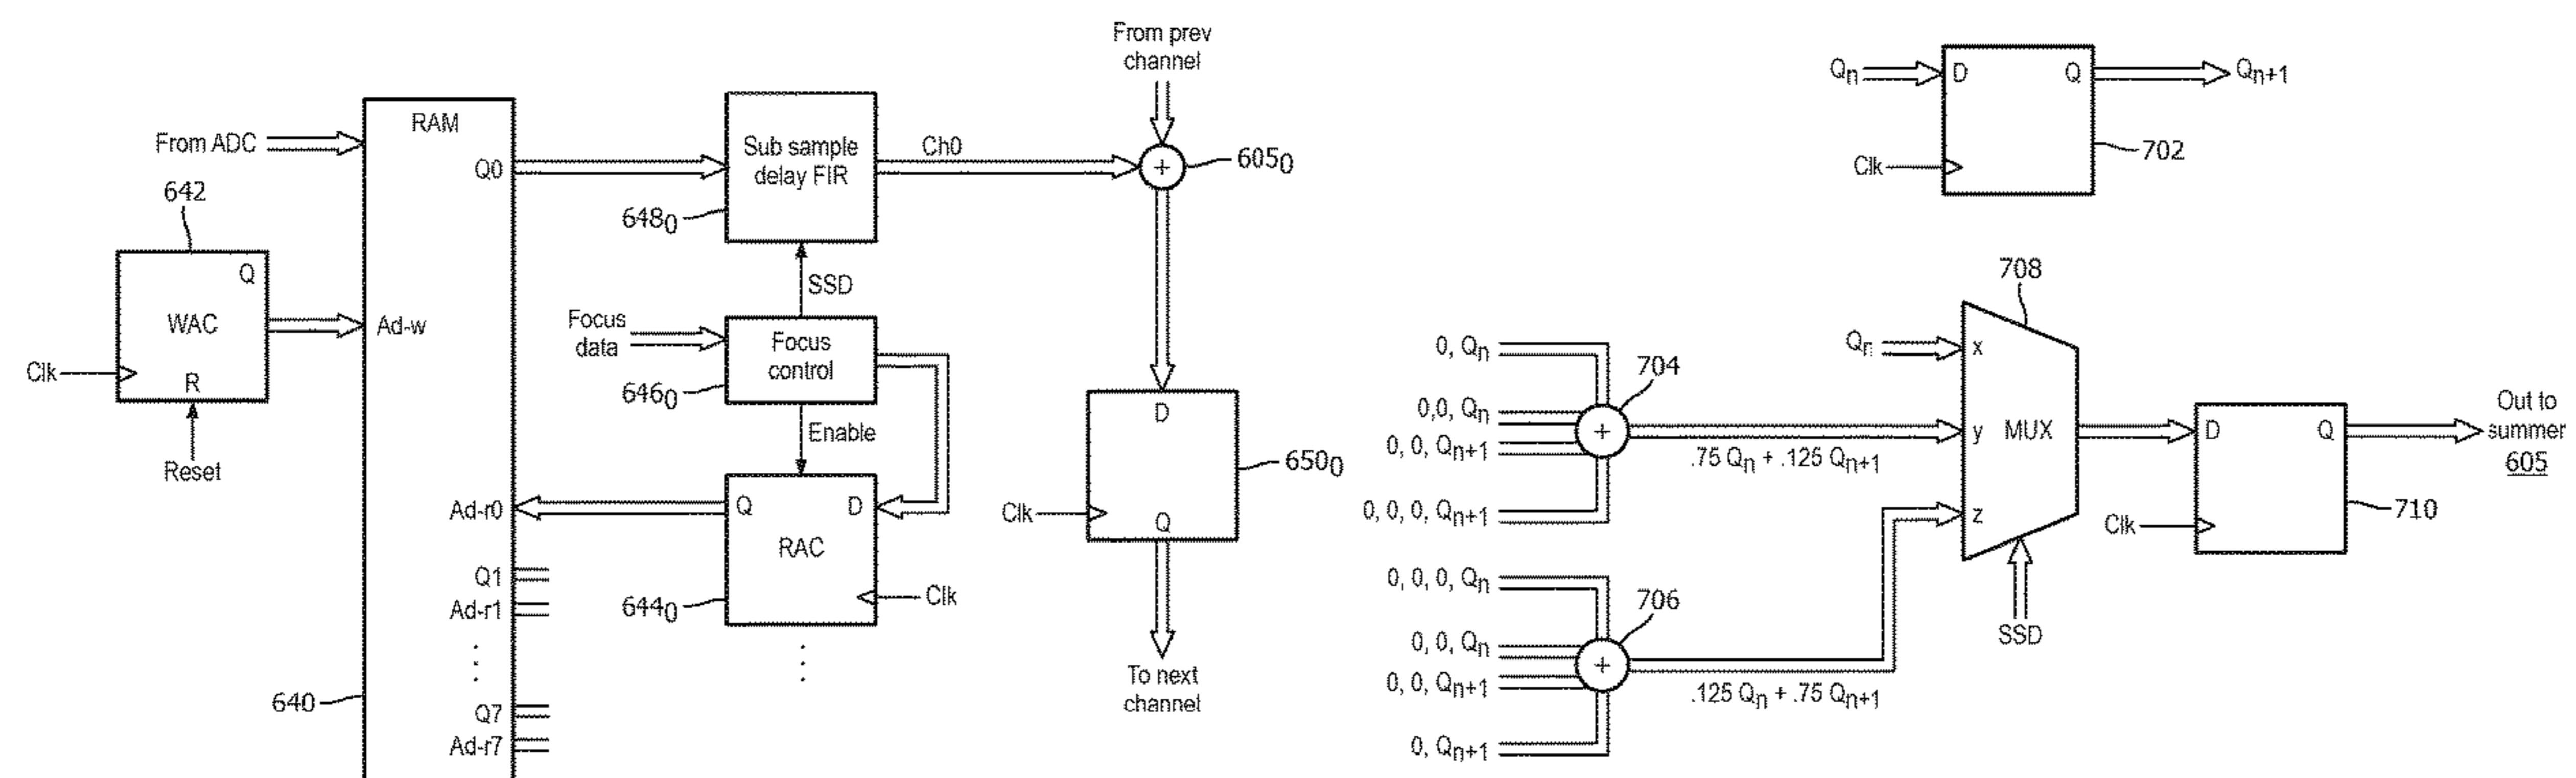 From prev
channel
From ADC
RAM
Q0
Sub sample
delay FIR
Ch0
+
605₀
648₀
642
Q
WAC
Clk
R
Reset
Ad-w
SSD
Focus
data
Focus
control
646₀
Enable
Ad-r0
Q
D
RAC
Clk
644₀
Q1
Ad-r1
Q7
Ad-r7
640
D
Clk
Q
650₀
To next
channel
Qₙ
D
Q
Qₙ₊₁
Clk
702
708
0, Qₙ
704
0,0, Qₙ
0, 0, Qₙ₊₁
0, 0, 0, Qₙ₊₁
+
.75 Qₙ + .125 Qₙ₊₁
Qₙ
x
y
MUX
z
SSD
0, 0, 0, Qₙ
706
0, 0, Qₙ
0, 0, Qₙ₊₁
0, Qₙ₊₁
+
.125 Qₙ + .75 Qₙ₊₁
D
Q
Clk
710
Out to
summer
605